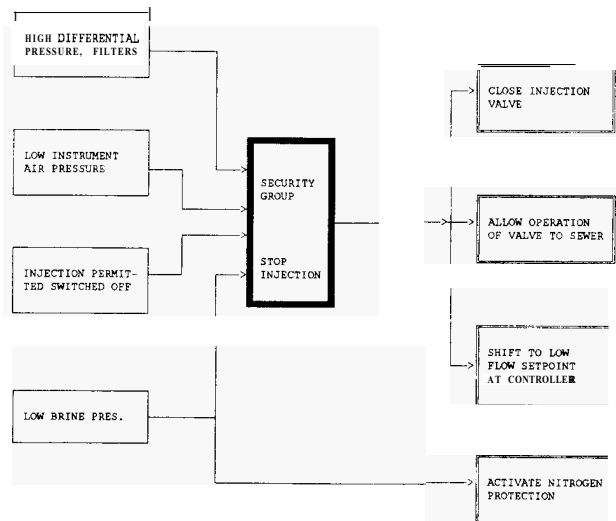 HIGH DIFFERENTIAL
PRESSURE, FILTERS
LOW INSTRUMENT
AIR PRESSURE
INJECTION PERMIT-
TED SWITCHED OFF
LOW BRINE PRES.
SECURITY
GROUP
STOP
INJECTION
CLOSE INJECTION
VALVE
ALLOW OPERATION
OF VALVE TO SEWER
SHIFT TO LOW
FLOW SETPOINT
AT CONTROLLER
ACTIVATE NITROGEN
PROTECTION